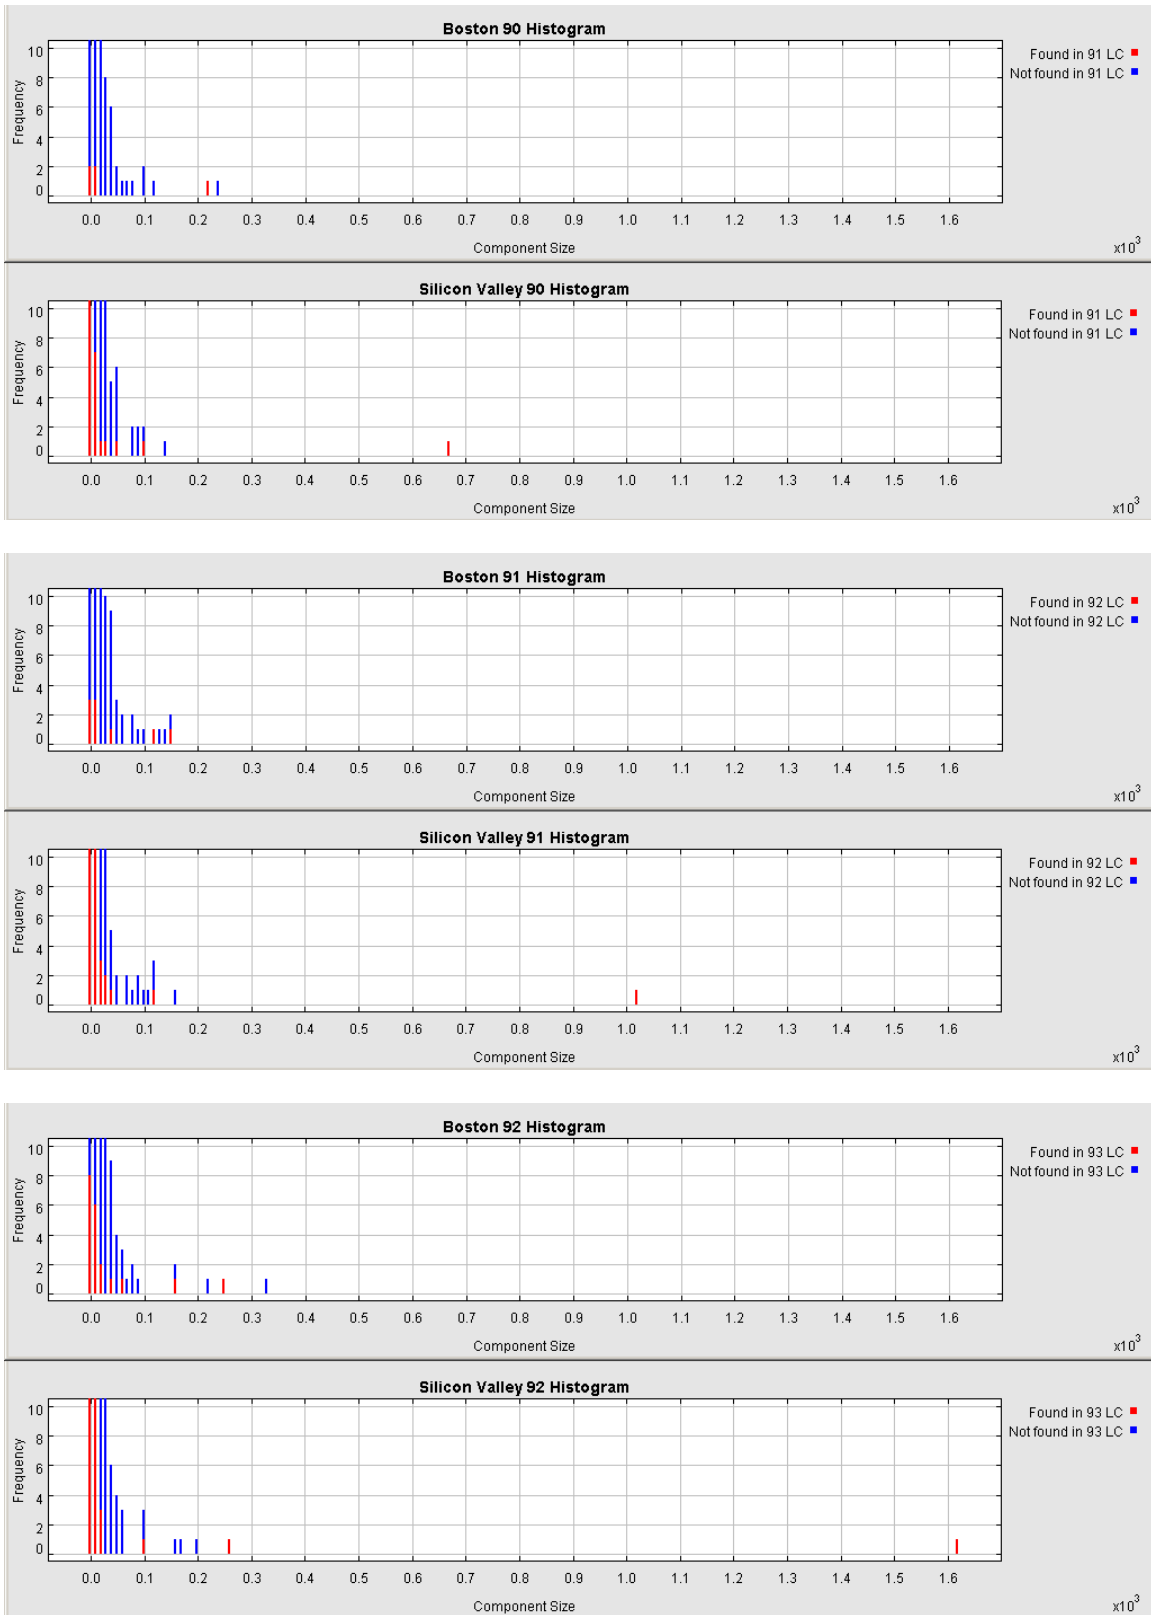 Boston 90 Histogram
10
8
6
4
2
0
Frequency
Found in 91 LC
Not found in 91 LC
0.0 0.1 0.2 0.3 0.4 0.5 0.6 0.7 0.8 0.9 1.0 1.1 1.2 1.3 1.4 1.5 1.6
Component Size
x10^3
Silicon Valley 90 Histogram
10
8
6
4
2
0
Frequency
Found in 91 LC
Not found in 91 LC
0.0 0.1 0.2 0.3 0.4 0.5 0.6 0.7 0.8 0.9 1.0 1.1 1.2 1.3 1.4 1.5 1.6
Component Size
x10^3
Boston 91 Histogram
10
8
6
4
2
0
Frequency
Found in 92 LC
Not found in 92 LC
0.0 0.1 0.2 0.3 0.4 0.5 0.6 0.7 0.8 0.9 1.0 1.1 1.2 1.3 1.4 1.5 1.6
Component Size
x10^3
Silicon Valley 91 Histogram
10
8
6
4
2
0
Frequency
Found in 92 LC
Not found in 92 LC
0.0 0.1 0.2 0.3 0.4 0.5 0.6 0.7 0.8 0.9 1.0 1.1 1.2 1.3 1.4 1.5 1.6
Component Size
x10^3
Boston 92 Histogram
10
8
6
4
2
0
Frequency
Found in 93 LC
Not found in 93 LC
0.0 0.1 0.2 0.3 0.4 0.5 0.6 0.7 0.8 0.9 1.0 1.1 1.2 1.3 1.4 1.5 1.6
Component Size
x10^3
Silicon Valley 92 Histogram
10
8
6
4
2
0
Frequency
Found in 93 LC
Not found in 93 LC
0.0 0.1 0.2 0.3 0.4 0.5 0.6 0.7 0.8 0.9 1.0 1.1 1.2 1.3 1.4 1.5 1.6
Component Size
x10^3